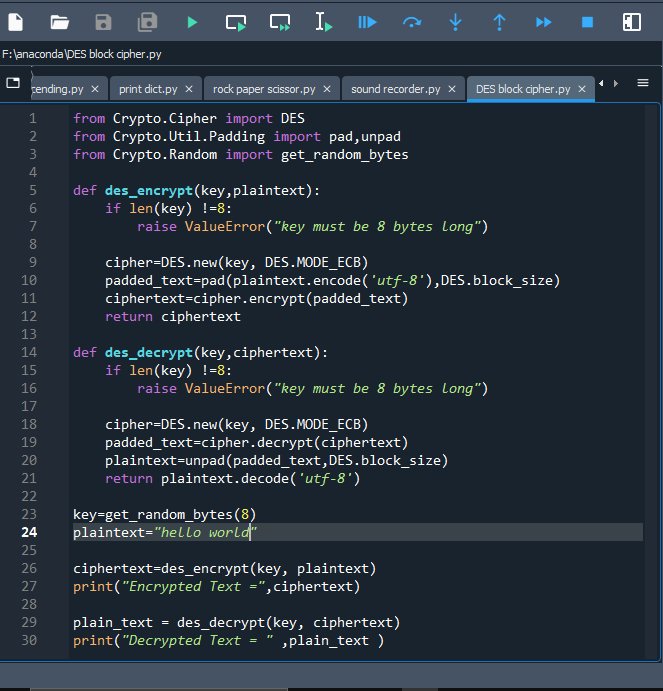 F:\anaconda\DES block cipher.py
cending.py print dict.py rock paper scissor.py sound recorder.py DES block cipher.py
1 from Crypto.Cipher import DES
2 from Crypto.Util.Padding import pad,unpad
3 from Crypto.Random import get_random_bytes
4
5 def des_encrypt(key,plaintext):
6     if len(key) !=8:
7         raise ValueError("key must be 8 bytes long")
8
9     cipher=DES.new(key, DES.MODE_ECB)
10     padded_text=pad(plaintext.encode('utf-8'),DES.block_size)
11     ciphertext=cipher.encrypt(padded_text)
12     return ciphertext
13
14 def des_decrypt(key,ciphertext):
15     if len(key) !=8:
16         raise ValueError("key must be 8 bytes long")
17
18     cipher=DES.new(key, DES.MODE_ECB)
19     padded_text=cipher.decrypt(ciphertext)
20     plaintext=unpad(padded_text,DES.block_size)
21     return plaintext.decode('utf-8')
22
23 key=get_random_bytes(8)
24 plaintext="hello world"
25
26 ciphertext=des_encrypt(key, plaintext)
27 print("Encrypted Text =",ciphertext)
28
29 plain_text = des_decrypt(key, ciphertext)
30 print("Decrypted Text = " ,plain_text )